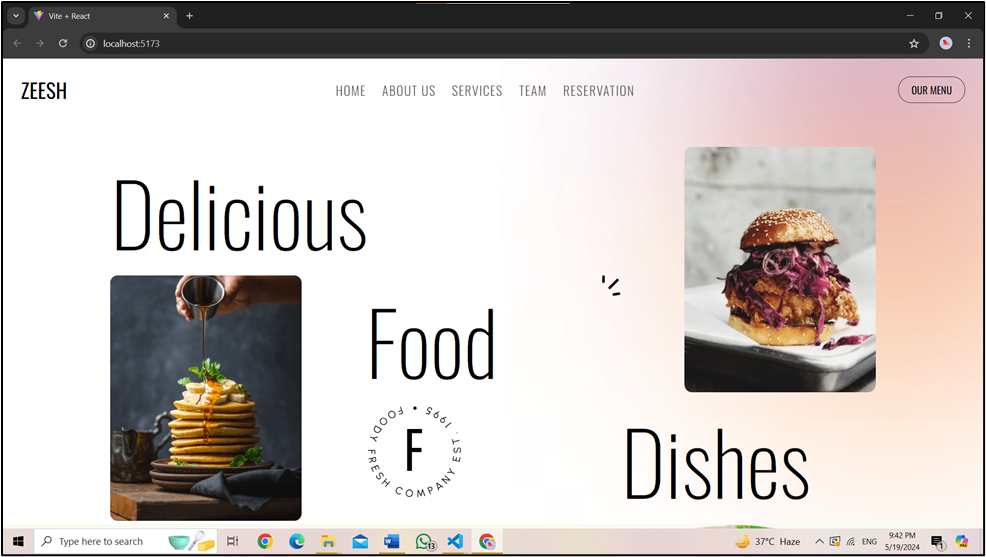 Vite + React
localhost:5173
ZEESH
HOME ABOUT US SERVICES TEAM RESERVATION
OUR MENU
Delicious
Food
FOODY FRESH COMPANY EST. 1995 •
F
Dishes
Type here to search
13
37°C Haze
ENG
9:42 PM
5/19/2024
1